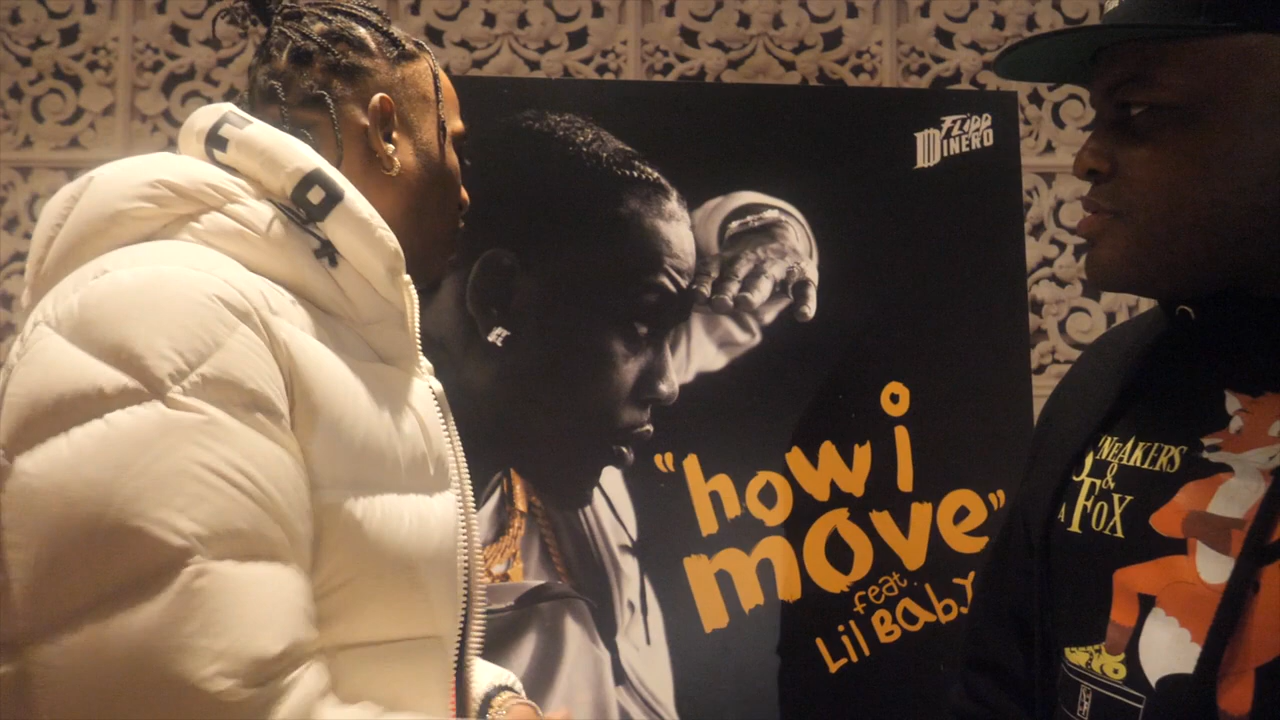 FLIPP
DINERO
"how i
move"
feat
Lil Baby
SNEAKERS
&
A FOX